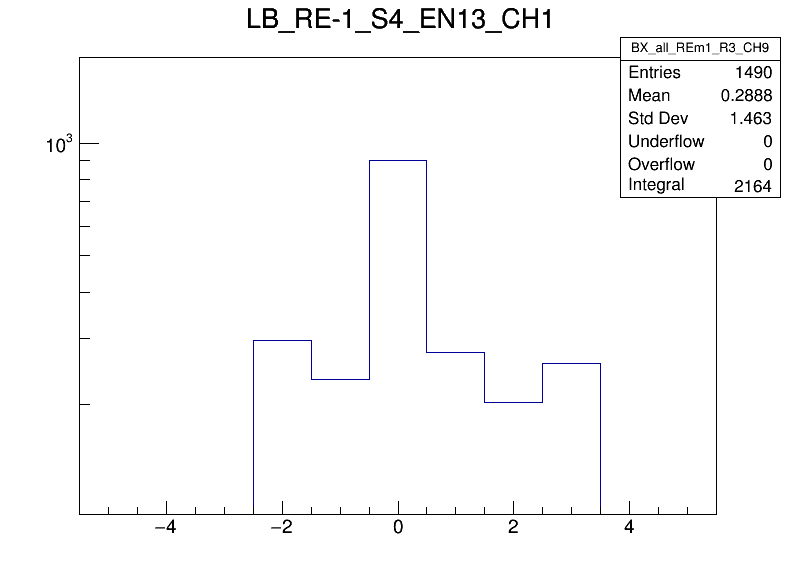 LB_RE-1_S4_EN13_CH1
BX_all_REm1_R3_CH9
Entries 1490
Mean 0.2888
Std Dev 1.463
Underflow 0
Overflow 0
Integral 2164
10³
−4 −2 0 2 4